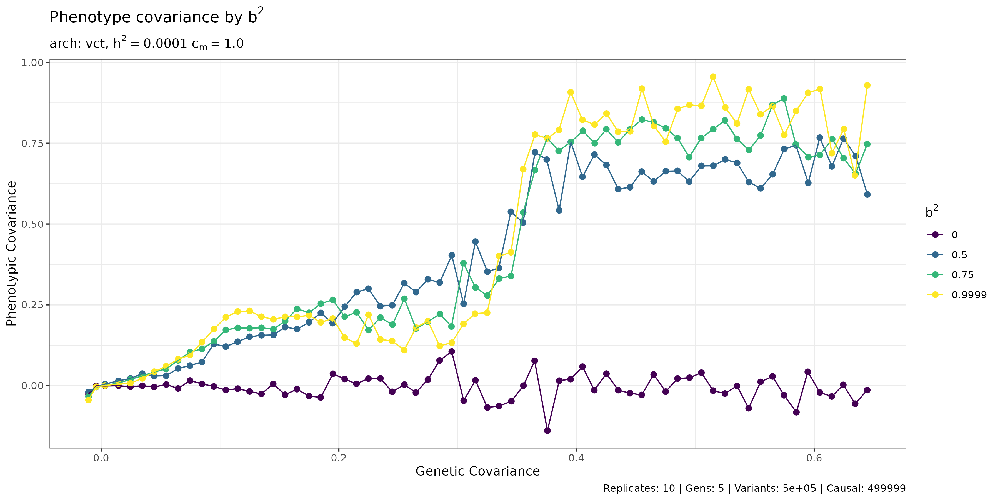 Phenotype covariance by b²
arch: vct, h² = 0.0001 cₘ = 1.0
1.00
0.75
0.50
0.25
0.00
Phenotypic Covariance
0.0
0.2
0.4
0.6
Genetic Covariance
b²
0
0.5
0.75
0.9999
Replicates: 10 | Gens: 5 | Variants: 5e+05 | Causal: 499999